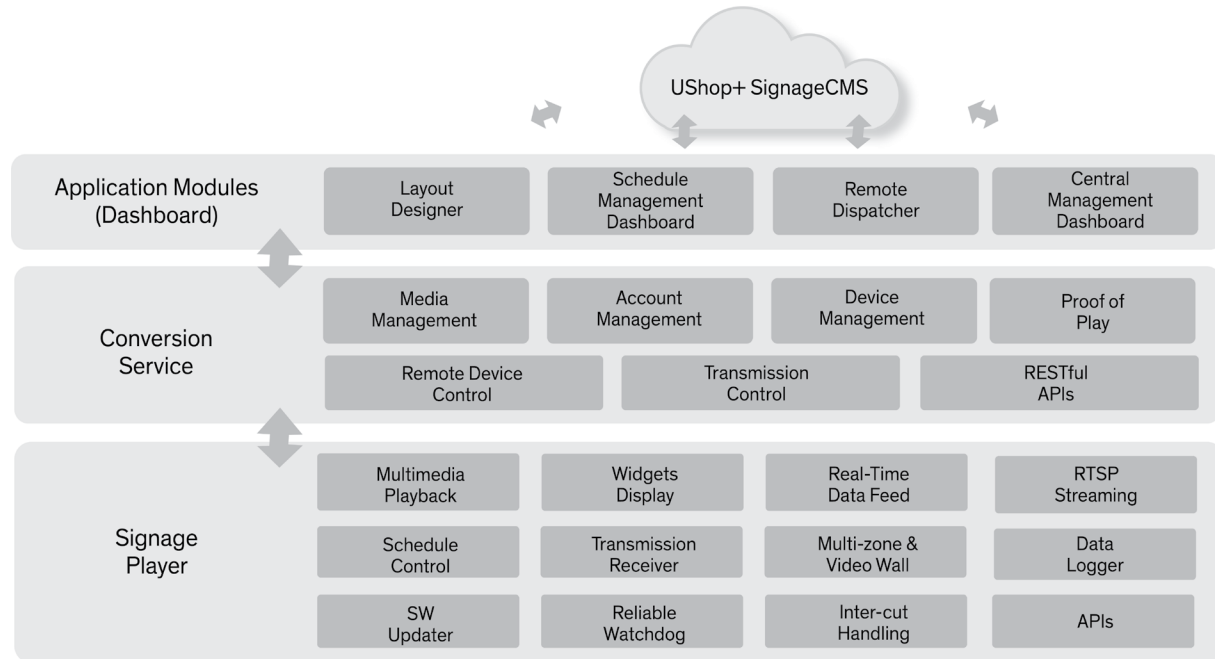 UShop+ SignageCMS
Application Modules
(Dashboard)
Layout
Designer
Schedule
Management
Dashboard
Remote
Dispatcher
Central
Management
Dashboard
Conversion
Service
Media
Management
Account
Management
Device
Management
Proof of
Play
Remote Device
Control
Transmission
Control
RESTful
APIs
Signage
Player
Multimedia
Playback
Widgets
Display
Real-Time
Data Feed
RTSP
Streaming
Schedule
Control
Transmission
Receiver
Multi-zone &
Video Wall
Data
Logger
SW
Updater
Reliable
Watchdog
Inter-cut
Handling
APIs